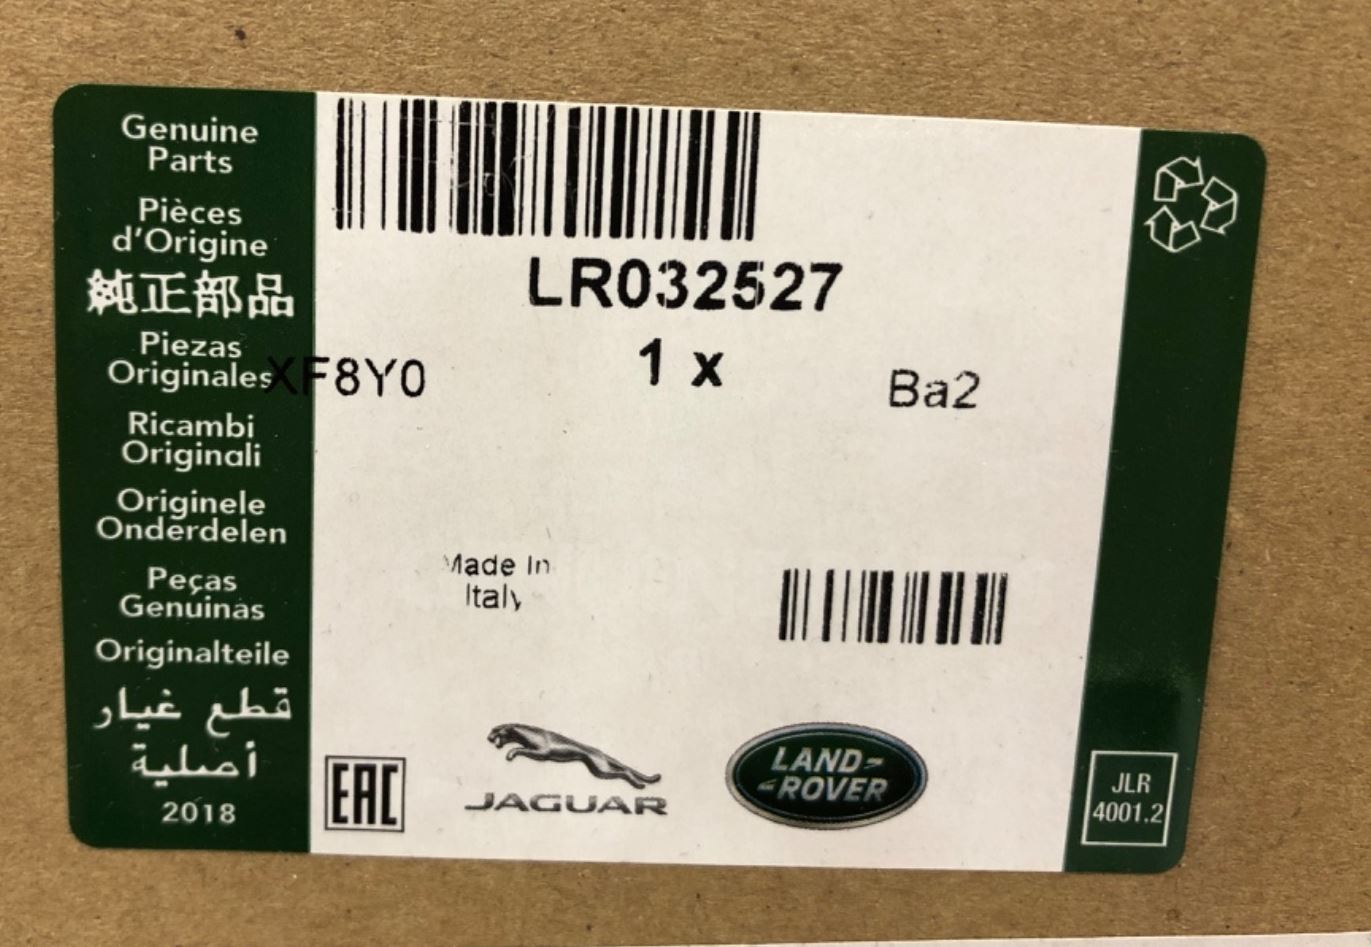 Genuine
Parts
Pièces
d'Origine
純正部品
Piezas
Originales
Ricambi
Originali
Originele
Onderdelen
Peças
Genuinas
Originalteile
قطع غيار
أصلية
2018
LR032527
XF8Y0
1 x
Ba2
Made In
Italy
EAC
JAGUAR
LAND-
-ROVER
JLR
4001.2